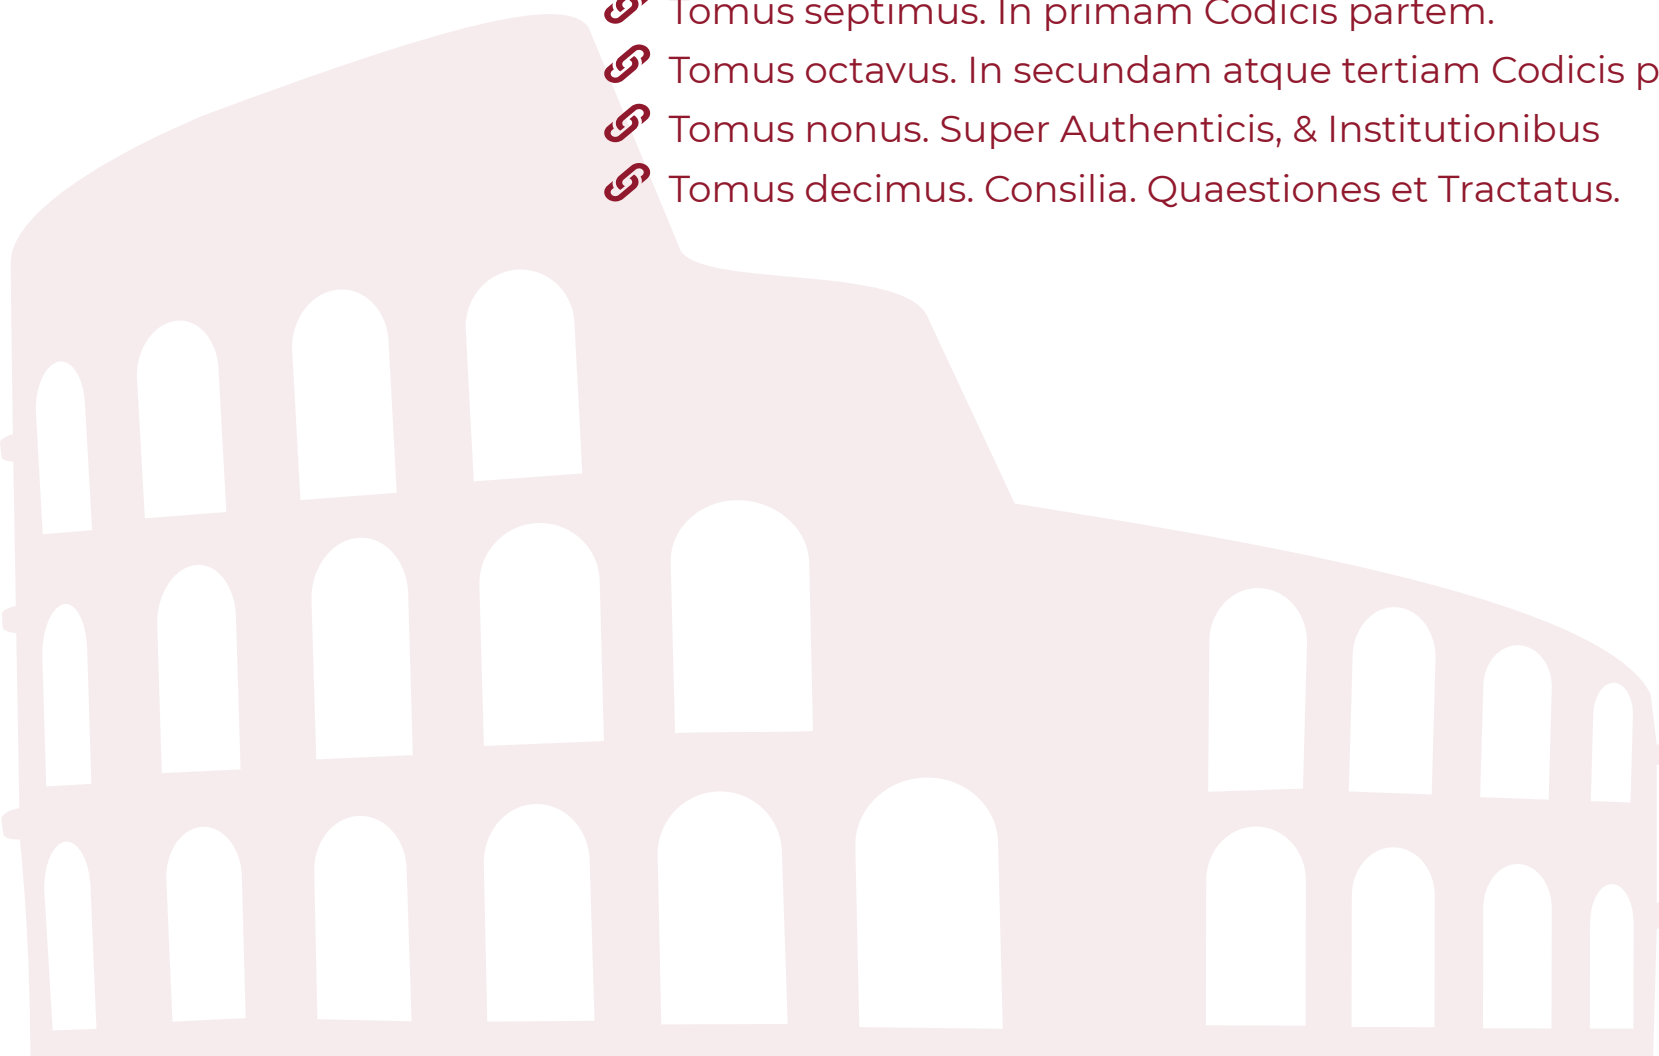 Tomus septimus. In primam Codicis partem.
Tomus octavus. In secundam atque tertiam Codicis p
Tomus nonus. Super Authenticis, & Institutionibus
Tomus decimus. Consilia. Quaestiones et Tractatus.